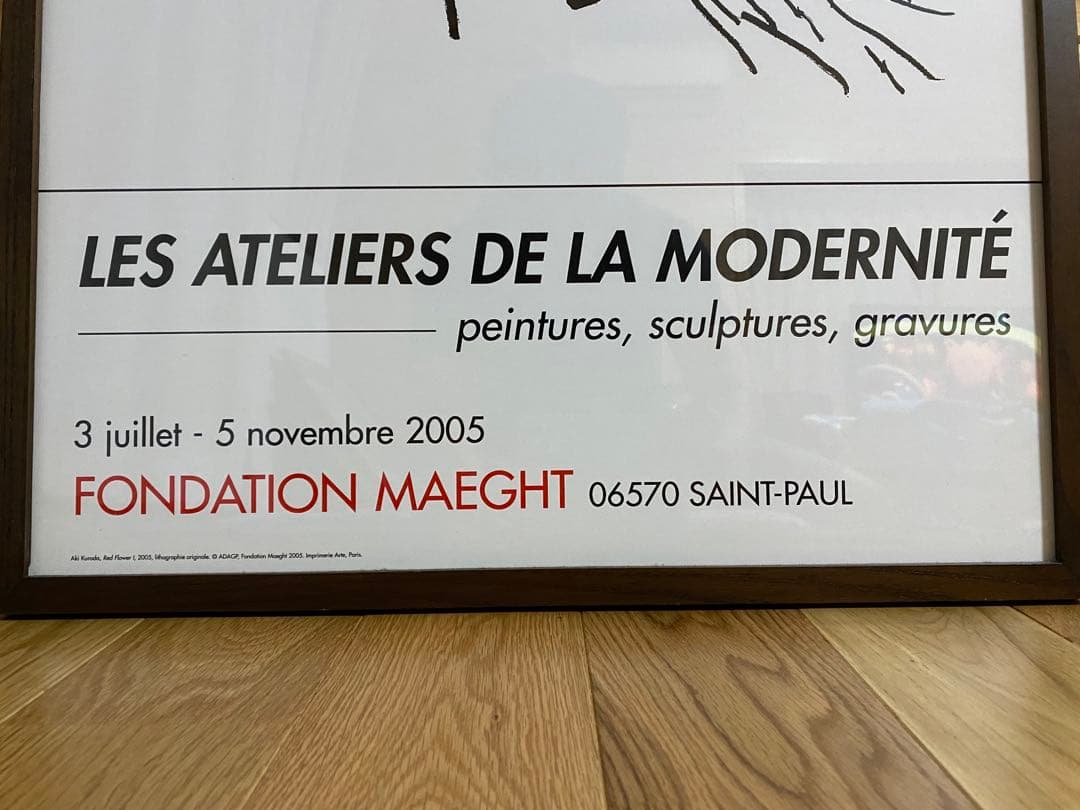 LES ATELIERS DE LA MODERNITÉ
peintures, sculptures, gravures
3 juillet - 5 novembre 2005
FONDATION MAEGHT 06570 SAINT-PAUL
Aki Kuroda, Red Flower I, 2005, lithographie originale. © ADAGP, Fondation Maeght 2005. Imprimerie Arte, Paris.